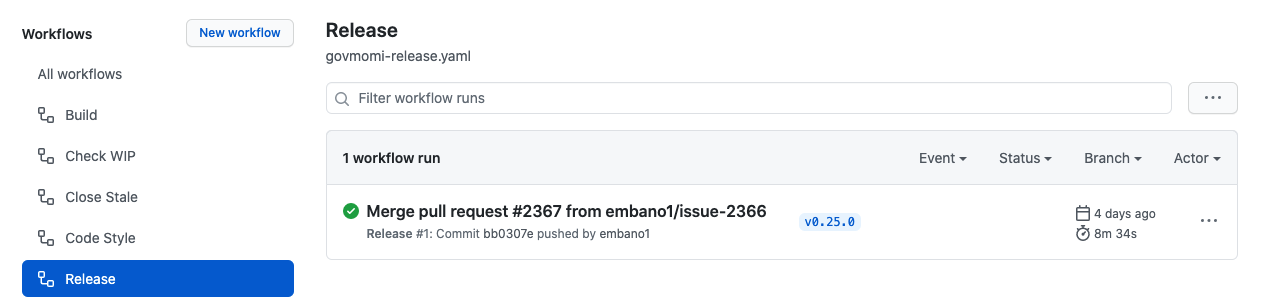 Workflows
New workflow
All workflows
Build
Check WIP
Close Stale
Code Style
Release
Release
govmomi-release.yaml
Filter workflow runs
1 workflow run
Event
Status
Branch
Actor
Merge pull request #2367 from embano1/issue-2366
Release #1: Commit bb0307e pushed by embano1
v0.25.0
4 days ago
8m 34s